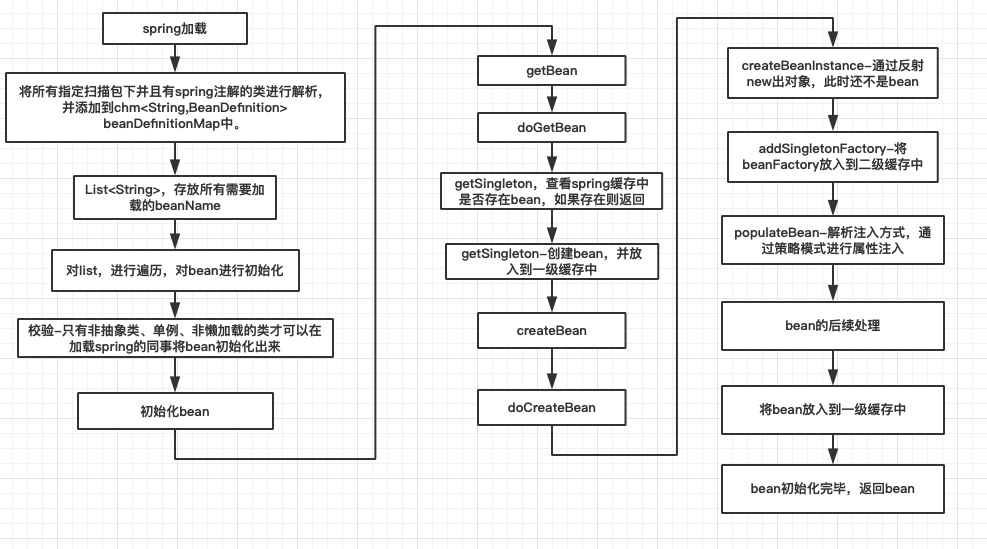 spring加载
将所有指定扫描包下并且有spring注解的类进行解析，
并添加到chm<String,BeanDefinition>
beanDefinitionMap中。
List<String>，存放所有需要加
载的beanName
对list，进行遍历，对bean进行初始化
校验-只有非抽象类、单例、非懒加载的类才可以在
加载spring的同事将bean初始化出来
初始化bean
getBean
doGetBean
getSingleton，查看spring缓存中
是否存在bean，如果存在则返回
getSingleton-创建bean，并放
入到一级缓存中
createBean
doCreateBean
createBeanInstance-通过反射
new出对象，此时还不是bean
addSingletonFactory-将
beanFactory放入到二级缓存中
populateBean-解析注入方式，通
过策略模式进行属性注入
bean的后续处理
将bean放入到一级缓存中
bean初始化完毕，返回bean